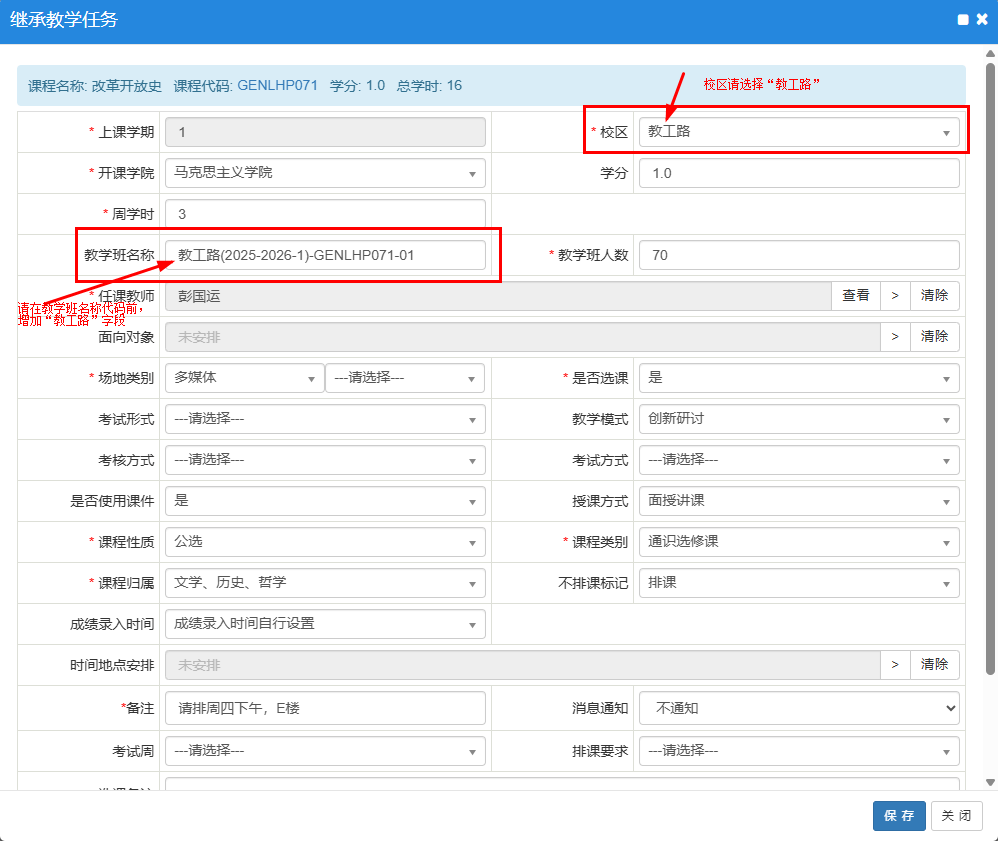 继承教学任务
课程名称: 改革开放史 课程代码: GENLHP071 学分: 1.0 总学时: 16
校区请选择“教工路”
* 上课学期 1 * 校区 教工路
* 开课学院 马克思主义学院 学分 1.0
* 周学时 3
教学班名称 教工路(2025-2026-1)-GENLHP071-01 * 教学班人数 70
* 任课教师 彭国运 查看 > 清除
请在教学班名称代码前，
增加“教工路”字段
面向对象 未安排 > 清除
* 场地类别 多媒体 ---请选择--- * 是否选课 是
考试形式 ---请选择--- 教学模式 创新研讨
考核方式 ---请选择--- 考试方式 ---请选择---
是否使用课件 是 授课方式 面授讲课
* 课程性质 公选 * 课程类别 通识选修课
* 课程归属 文学、历史、哲学 不排课标记 排课
成绩录入时间 成绩录入时间自行设置
时间地点安排 未安排 > 清除
*备注 请排周四下午，E楼 消息通知 不通知
考试周 ---请选择--- 排课要求 ---请选择---
保 存 关 闭